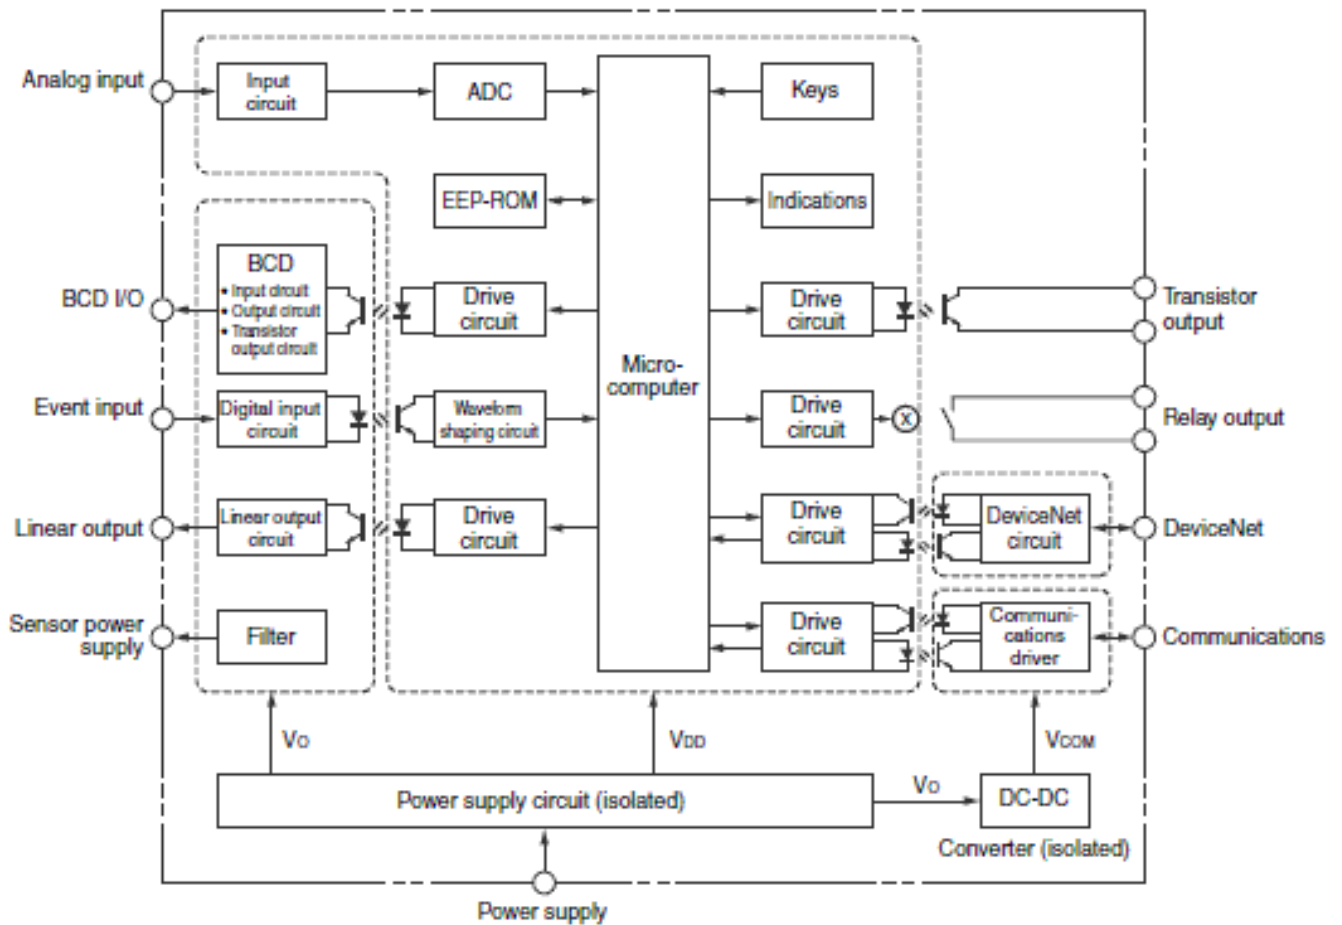 Analog input
Input
circuit
ADC
Keys
EEP-ROM
Indications
BCD I/O
BCD
• Input circuit
• Output circuit
• Transistor
output circuit
Drive
circuit
Micro-
computer
Drive
circuit
Transistor
output
Event input
Digital input
circuit
Waveform
shaping circuit
Drive
circuit
X
Relay output
Linear output
Linear output
circuit
Drive
circuit
Drive
circuit
DeviceNet
circuit
DeviceNet
Sensor power
supply
Filter
Drive
circuit
Communi-
cations
driver
Communications
VO
VDD
VCOM
Power supply circuit (isolated)
VO
DC-DC
Converter (isolated)
Power supply